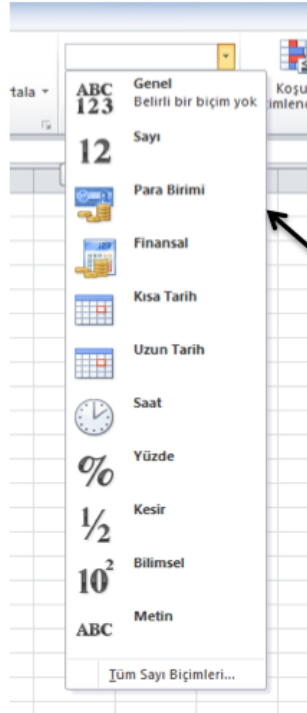 tala
Koşu
imlend
ABC
123
Genel
Belirli bir biçim yok
12
Sayı
Para Birimi
Finansal
Kısa Tarih
Uzun Tarih
Saat
%
Yüzde
1/2
Kesir
10²
Bilimsel
ABC
Metin
Tüm Sayı Biçimleri...